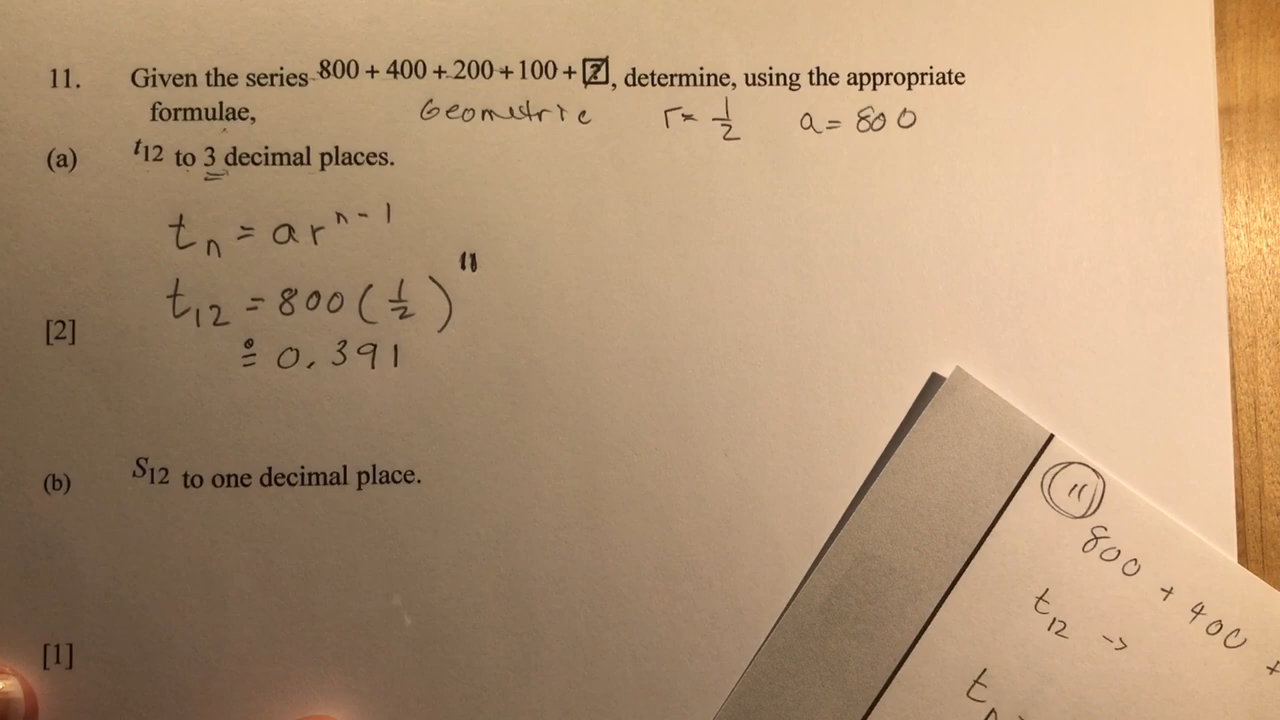 11. Given the series 800 + 400 + 200 + 100 + ?, determine, using the appropriate
formulae, Geometric r = 1/2 a = 800
(a) t12 to 3 decimal places.
tn = ar^n-1
t12 = 800 (1/2)^11
[2]
≐ 0.391
(b) S12 to one decimal place.
[1]
11
800 + 400 +
t12 ->
tn